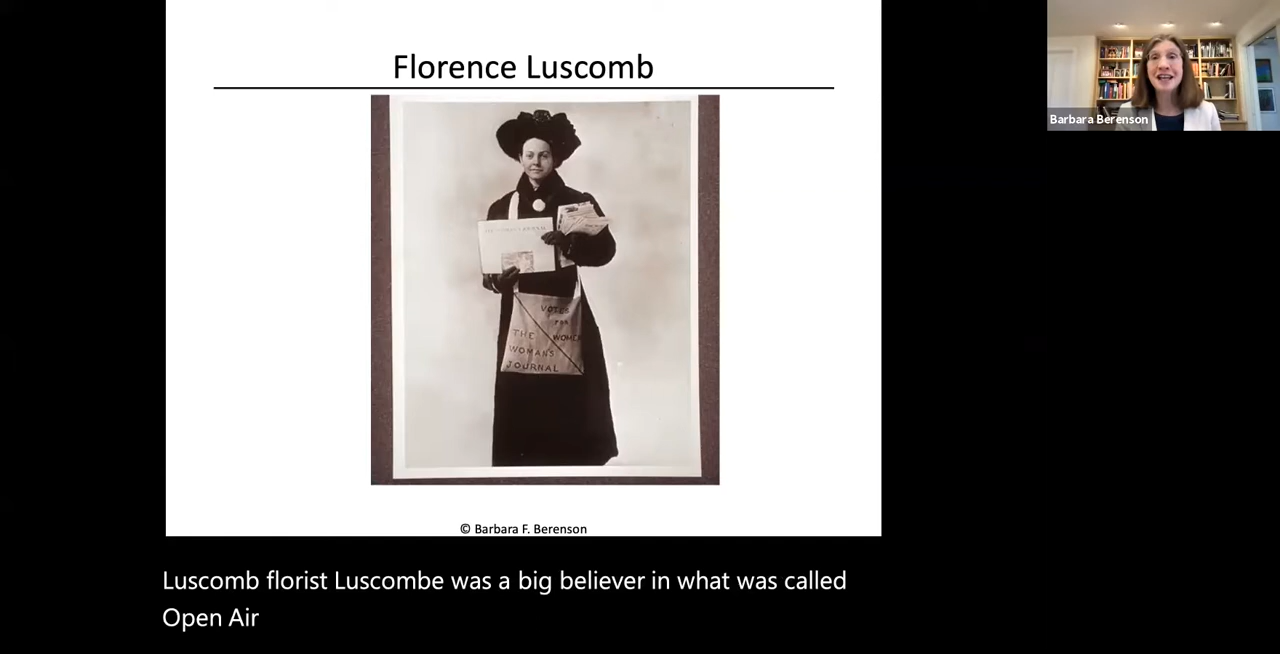 Florence Luscomb
Barbara Berenson
VOTES
FOR
WOMEN
THE
WOMAN'S
JOURNAL
© Barbara F. Berenson
Luscomb florist Luscombe was a big believer in what was called
Open Air